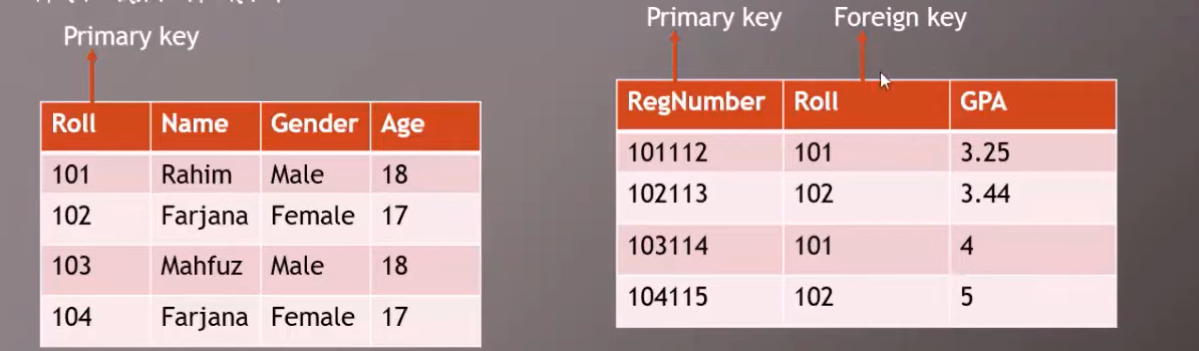 Primary key
Roll Name Gender Age
101 Rahim Male 18
102 Farjana Female 17
103 Mahfuz Male 18
104 Farjana Female 17
Primary key Foreign key
RegNumber Roll GPA
101112 101 3.25
102113 102 3.44
103114 101 4
104115 102 5